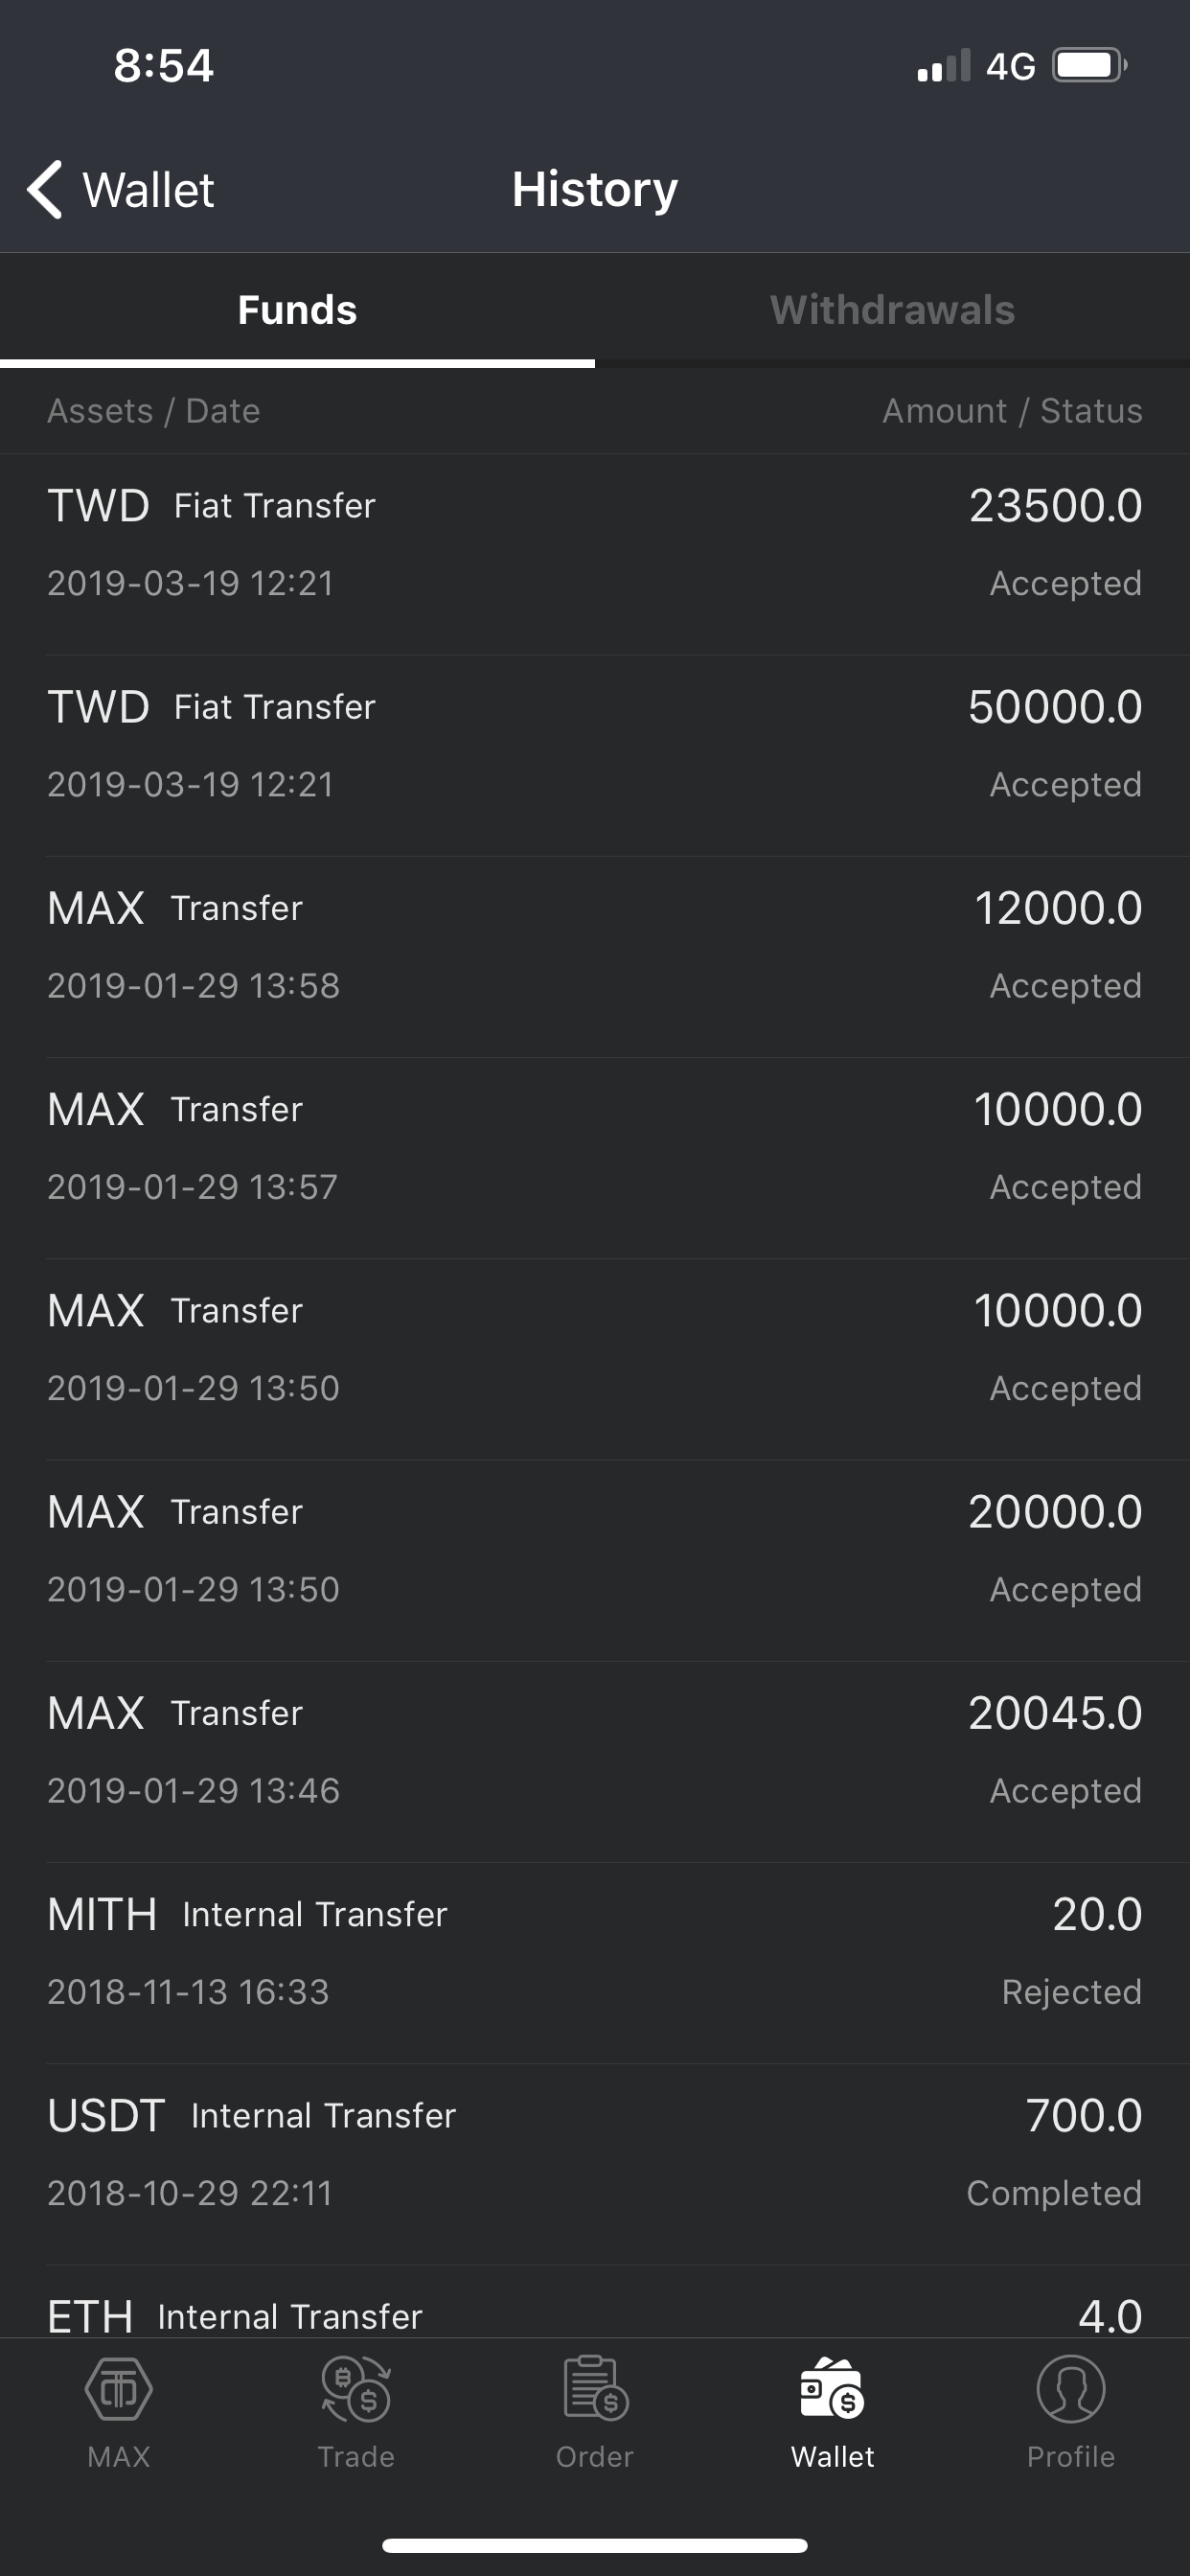 8:54 4G
Wallet History
Funds Withdrawals
Assets / Date Amount / Status
TWD Fiat Transfer 23500.0
2019-03-19 12:21 Accepted
TWD Fiat Transfer 50000.0
2019-03-19 12:21 Accepted
MAX Transfer 12000.0
2019-01-29 13:58 Accepted
MAX Transfer 10000.0
2019-01-29 13:57 Accepted
MAX Transfer 10000.0
2019-01-29 13:50 Accepted
MAX Transfer 20000.0
2019-01-29 13:50 Accepted
MAX Transfer 20045.0
2019-01-29 13:46 Accepted
MITH Internal Transfer 20.0
2018-11-13 16:33 Rejected
USDT Internal Transfer 700.0
2018-10-29 22:11 Completed
ETH Internal Transfer 4.0
MAX Trade Order Wallet Profile